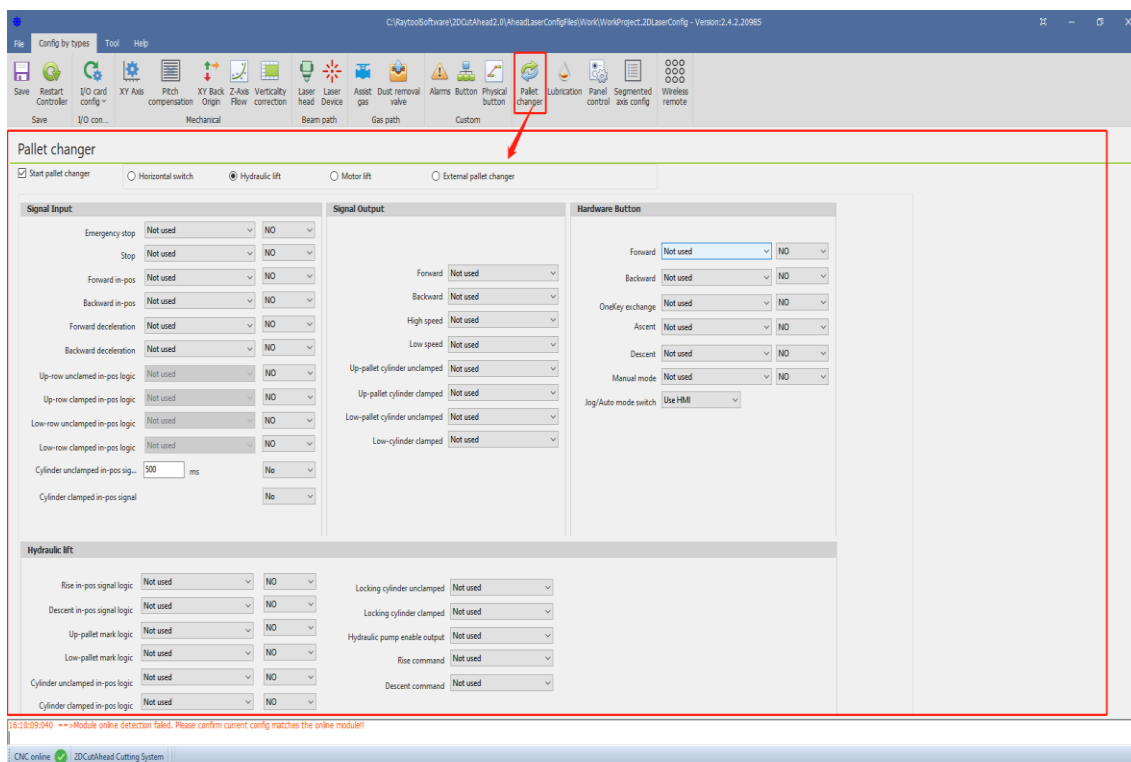 C:\RaytoolSoftware\2DCutAhead2.0\AheadLaserConfigFiles\Work\WorkProject.2DLaserConfig - Version:2.4.2.20985
File Config by types Tool Help
Save Restart Controller I/O card config XY Axis Pitch compensation XY Back Origin Z-Axis Flow Verticality correction Laser head Laser Device Assist gas Dust removal valve Alarms Button Physical button Pallet changer Lubrication Panel control Segmented axis config Wireless remote
Save I/O con... Mechanical Beam path Gas path Custom
Pallet changer
Start pallet changer Horizontal switch Hydraulic lift Motor lift External pallet changer
Signal Input
Emergency stop Not used NO
Stop Not used NO
Forward in-pos Not used NO
Backward in-pos Not used NO
Forward deceleration Not used NO
Backward deceleration Not used NO
Up-row unclamed in-pos logic Not used NO
Up-row clamped in-pos logic Not used NO
Low-row unclamped in-pos logic Not used NO
Low-row clamped in-pos logic Not used NO
Cylinder unclamped in-pos sig... 500 ms No
Cylinder clamped in-pos signal No
Signal Output
Forward Not used
Backward Not used
High speed Not used
Low speed Not used
Up-pallet cylinder unclamped Not used
Up-pallet cylinder clamped Not used
Low-pallet cylinder unclamped Not used
Low-cylinder clamped Not used
Hardware Button
Forward Not used NO
Backward Not used NO
OneKey exchange Not used NO
Ascent Not used NO
Descent Not used NO
Manual mode Not used NO
Jog/Auto mode switch Use HMI
Hydraulic lift
Rise in-pos signal logic Not used NO
Descent in-pos signal logic Not used NO
Up-pallet mark logic Not used NO
Low-pallet mark logic Not used NO
Cylinder unclamped in-pos logic Not used NO
Cylinder clamped in-pos logic Not used NO
Locking cylinder unclamped Not used
Locking cylinder clamped Not used
Hydraulic pump enable output Not used
Rise command Not used
Descent command Not used
16:10:09:040 ==>Module online detection failed. Please confirm current config matches the online module!!
CNC online 2DCutAhead Cutting System